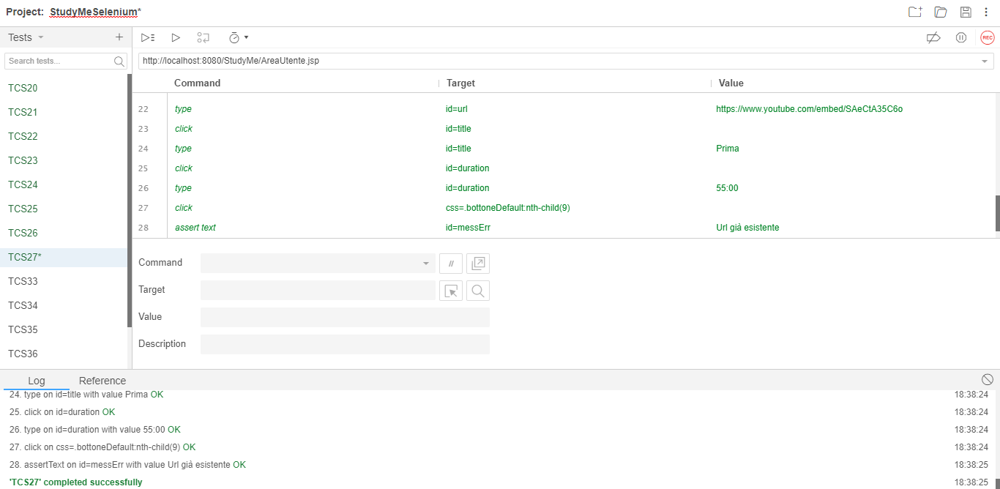 Project: StudyMeSelenium*
Tests
Search tests...
TCS20
TCS21
TCS22
TCS23
TCS24
TCS25
TCS26
TCS27*
TCS33
TCS34
TCS35
TCS36
REC
http://localhost:8080/StudyMe/AreaUtente.jsp
Command Target Value
22 type id=url https://www.youtube.com/embed/SAeCtA35C6o
23 click id=title
24 type id=title Prima
25 click id=duration
26 type id=duration 55:00
27 click css=.bottoneDefault:nth-child(9)
28 assert text id=messErr Url già esistente
Command //
Target
Value
Description
Log Reference
24. type on id=title with value Prima OK 18:38:24
25. click on id=duration OK 18:38:24
26. type on id=duration with value 55:00 OK 18:38:24
27. click on css=.bottoneDefault:nth-child(9) OK 18:38:24
28. assertText on id=messErr with value Url già esistente OK 18:38:25
'TCS27' completed successfully 18:38:25